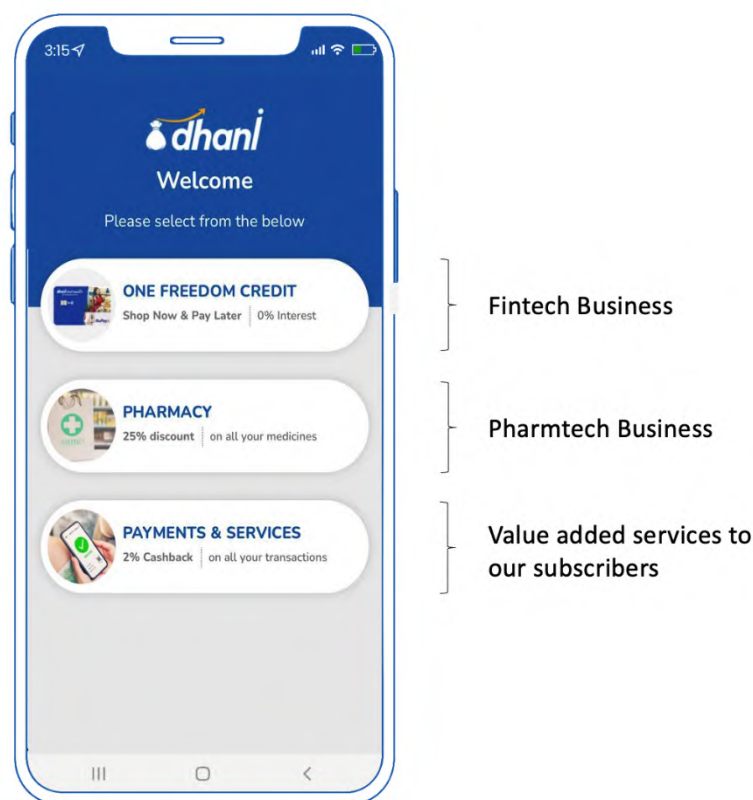 3:15
dhani
Welcome
Please select from the below
ONE FREEDOM CREDIT
Shop Now & Pay Later 0% Interest
Fintech Business
PHARMACY
25% discount on all your medicines
Pharmtech Business
PAYMENTS & SERVICES
2% Cashback on all your transactions
Value added services to
our subscribers